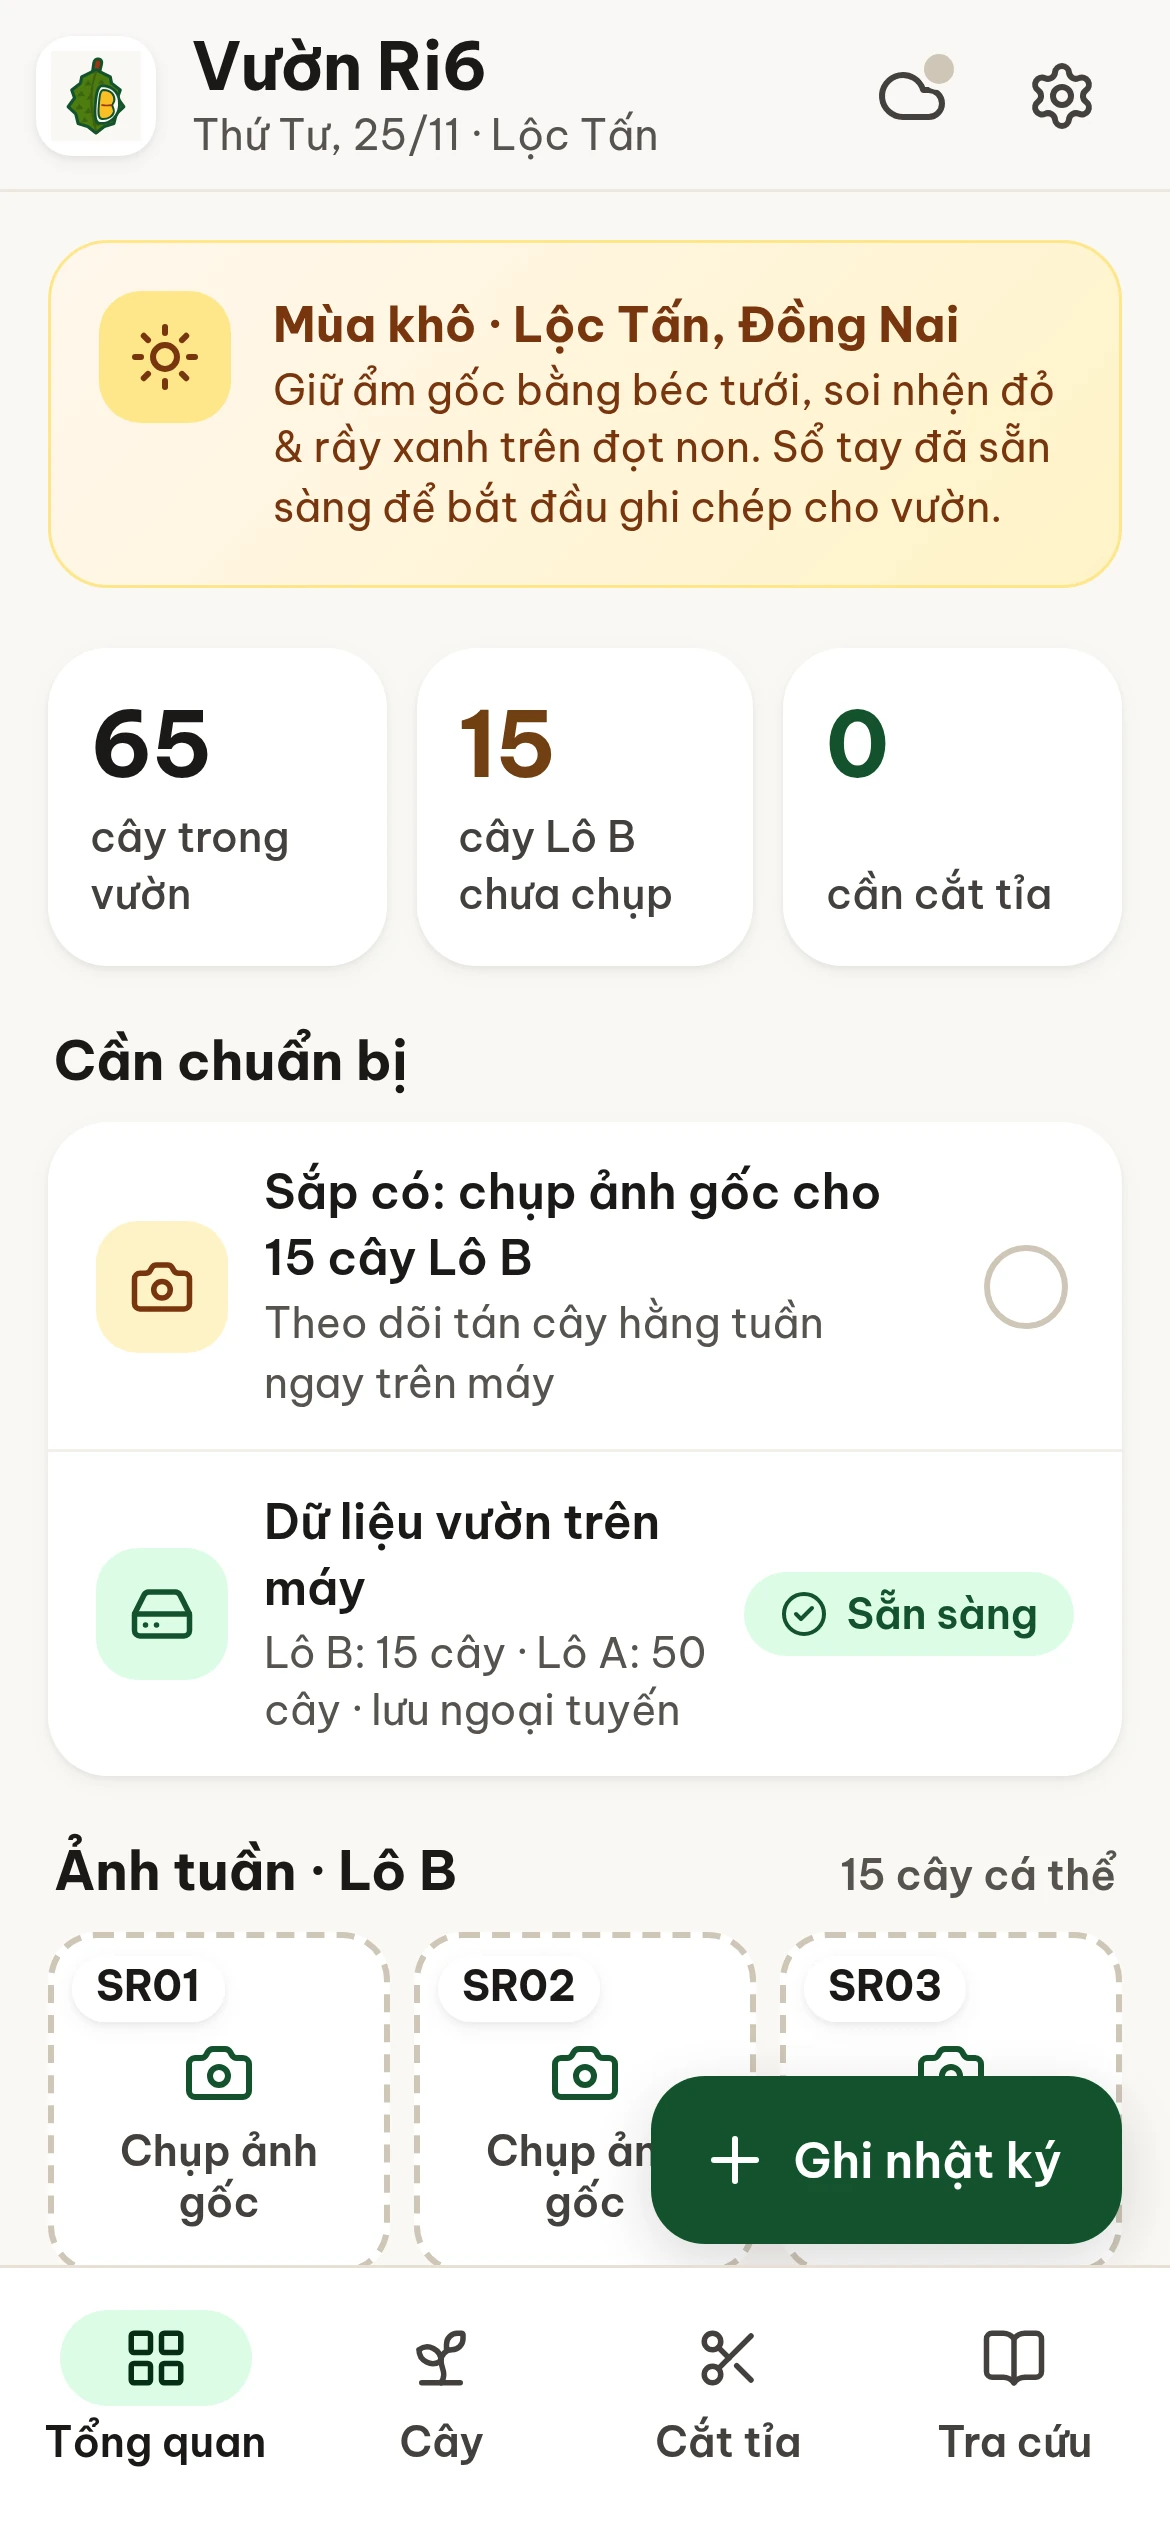 Vườn Ri6
Thứ Tư, 25/11 · Lộc Tấn
Mùa khô · Lộc Tấn, Đồng Nai
Giữ ẩm gốc bằng béc tưới, soi nhện đỏ
& rầy xanh trên đọt non. Sổ tay đã sẵn
sàng để bắt đầu ghi chép cho vườn.
65
cây trong
vườn
15
cây Lô B
chưa chụp
0
cần cắt tỉa
Cần chuẩn bị
Sắp có: chụp ảnh gốc cho
15 cây Lô B
Theo dõi tán cây hằng tuần
ngay trên máy
Dữ liệu vườn trên
máy
Lô B: 15 cây · Lô A: 50
cây · lưu ngoại tuyến
Sẵn sàng
Ảnh tuần · Lô B
15 cây cá thể
SR01
Chụp ảnh
gốc
SR02
Chụp
gốc
SR03
Ghi nhật ký
Tổng quan
Cây
Cắt tỉa
Tra cứu